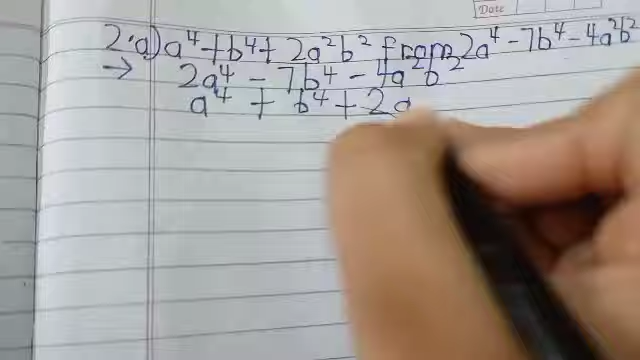 Date
2·a) a⁴ + b⁴ + 2a²b² from 2a⁴ - 7b⁴ - 4a²b²
→ 2a⁴ - 7b⁴ - 4a²b²
a⁴ + b⁴ + 2a